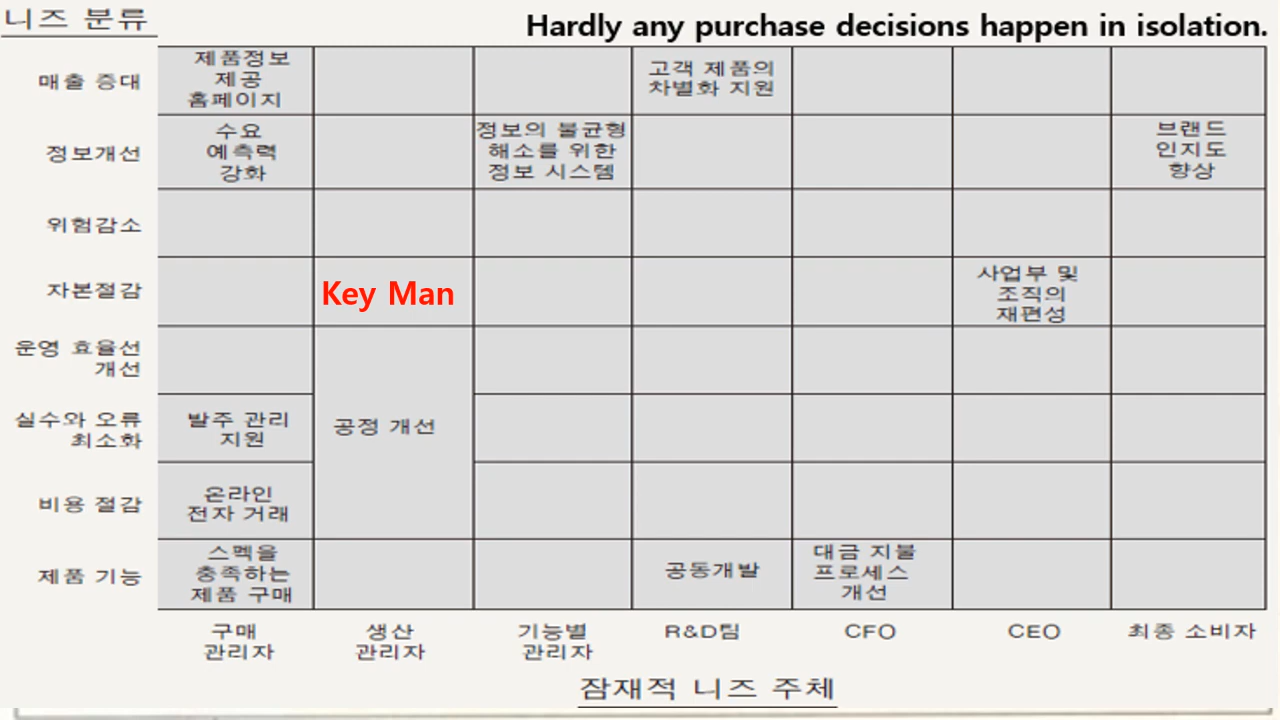 니즈 분류
Hardly any purchase decisions happen in isolation.
매출 증대
제품정보
제공
홈페이지
고객 제품의
차별화 지원
정보개선
수요
예측력
강화
정보의 불균형
해소를 위한
정보 시스템
브랜드
인지도
향상
위험감소
자본절감
Key Man
사업부 및
조직의
재편성
운영 효율선
개선
실수와 오류
최소화
발주 관리
지원
공정 개선
비용 절감
온라인
전자 거래
제품 기능
스펙을
충족하는
제품 구매
공동개발
대금 지불
프로세스
개선
구매
관리자
생산
관리자
기능별
관리자
R&D팀
CFO
CEO
최종 소비자
잠재적 니즈 주체